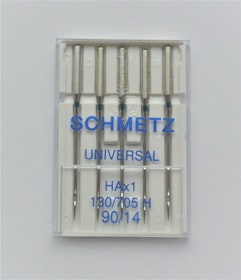 SCHMETZ
UNIVERSAL
HAx1
130/705 H
90/14